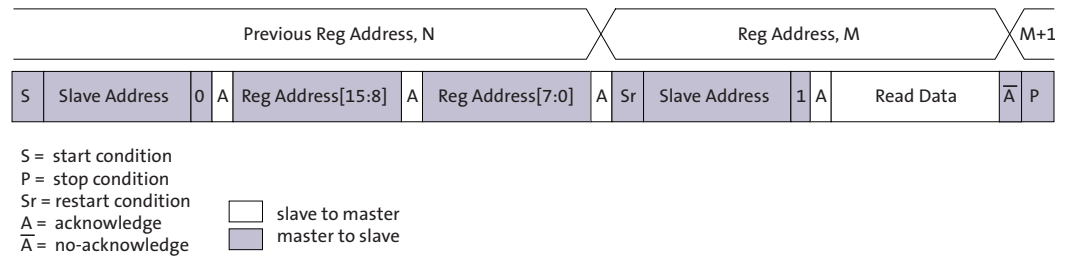 Previous Reg Address, N Reg Address, M M+1
S Slave Address 0 A Reg Address[15:8] A Reg Address[7:0] A Sr Slave Address 1 A Read Data A̅ P
S = start condition
P = stop condition
Sr = restart condition
A = acknowledge
A̅ = no-acknowledge
slave to master
master to slave